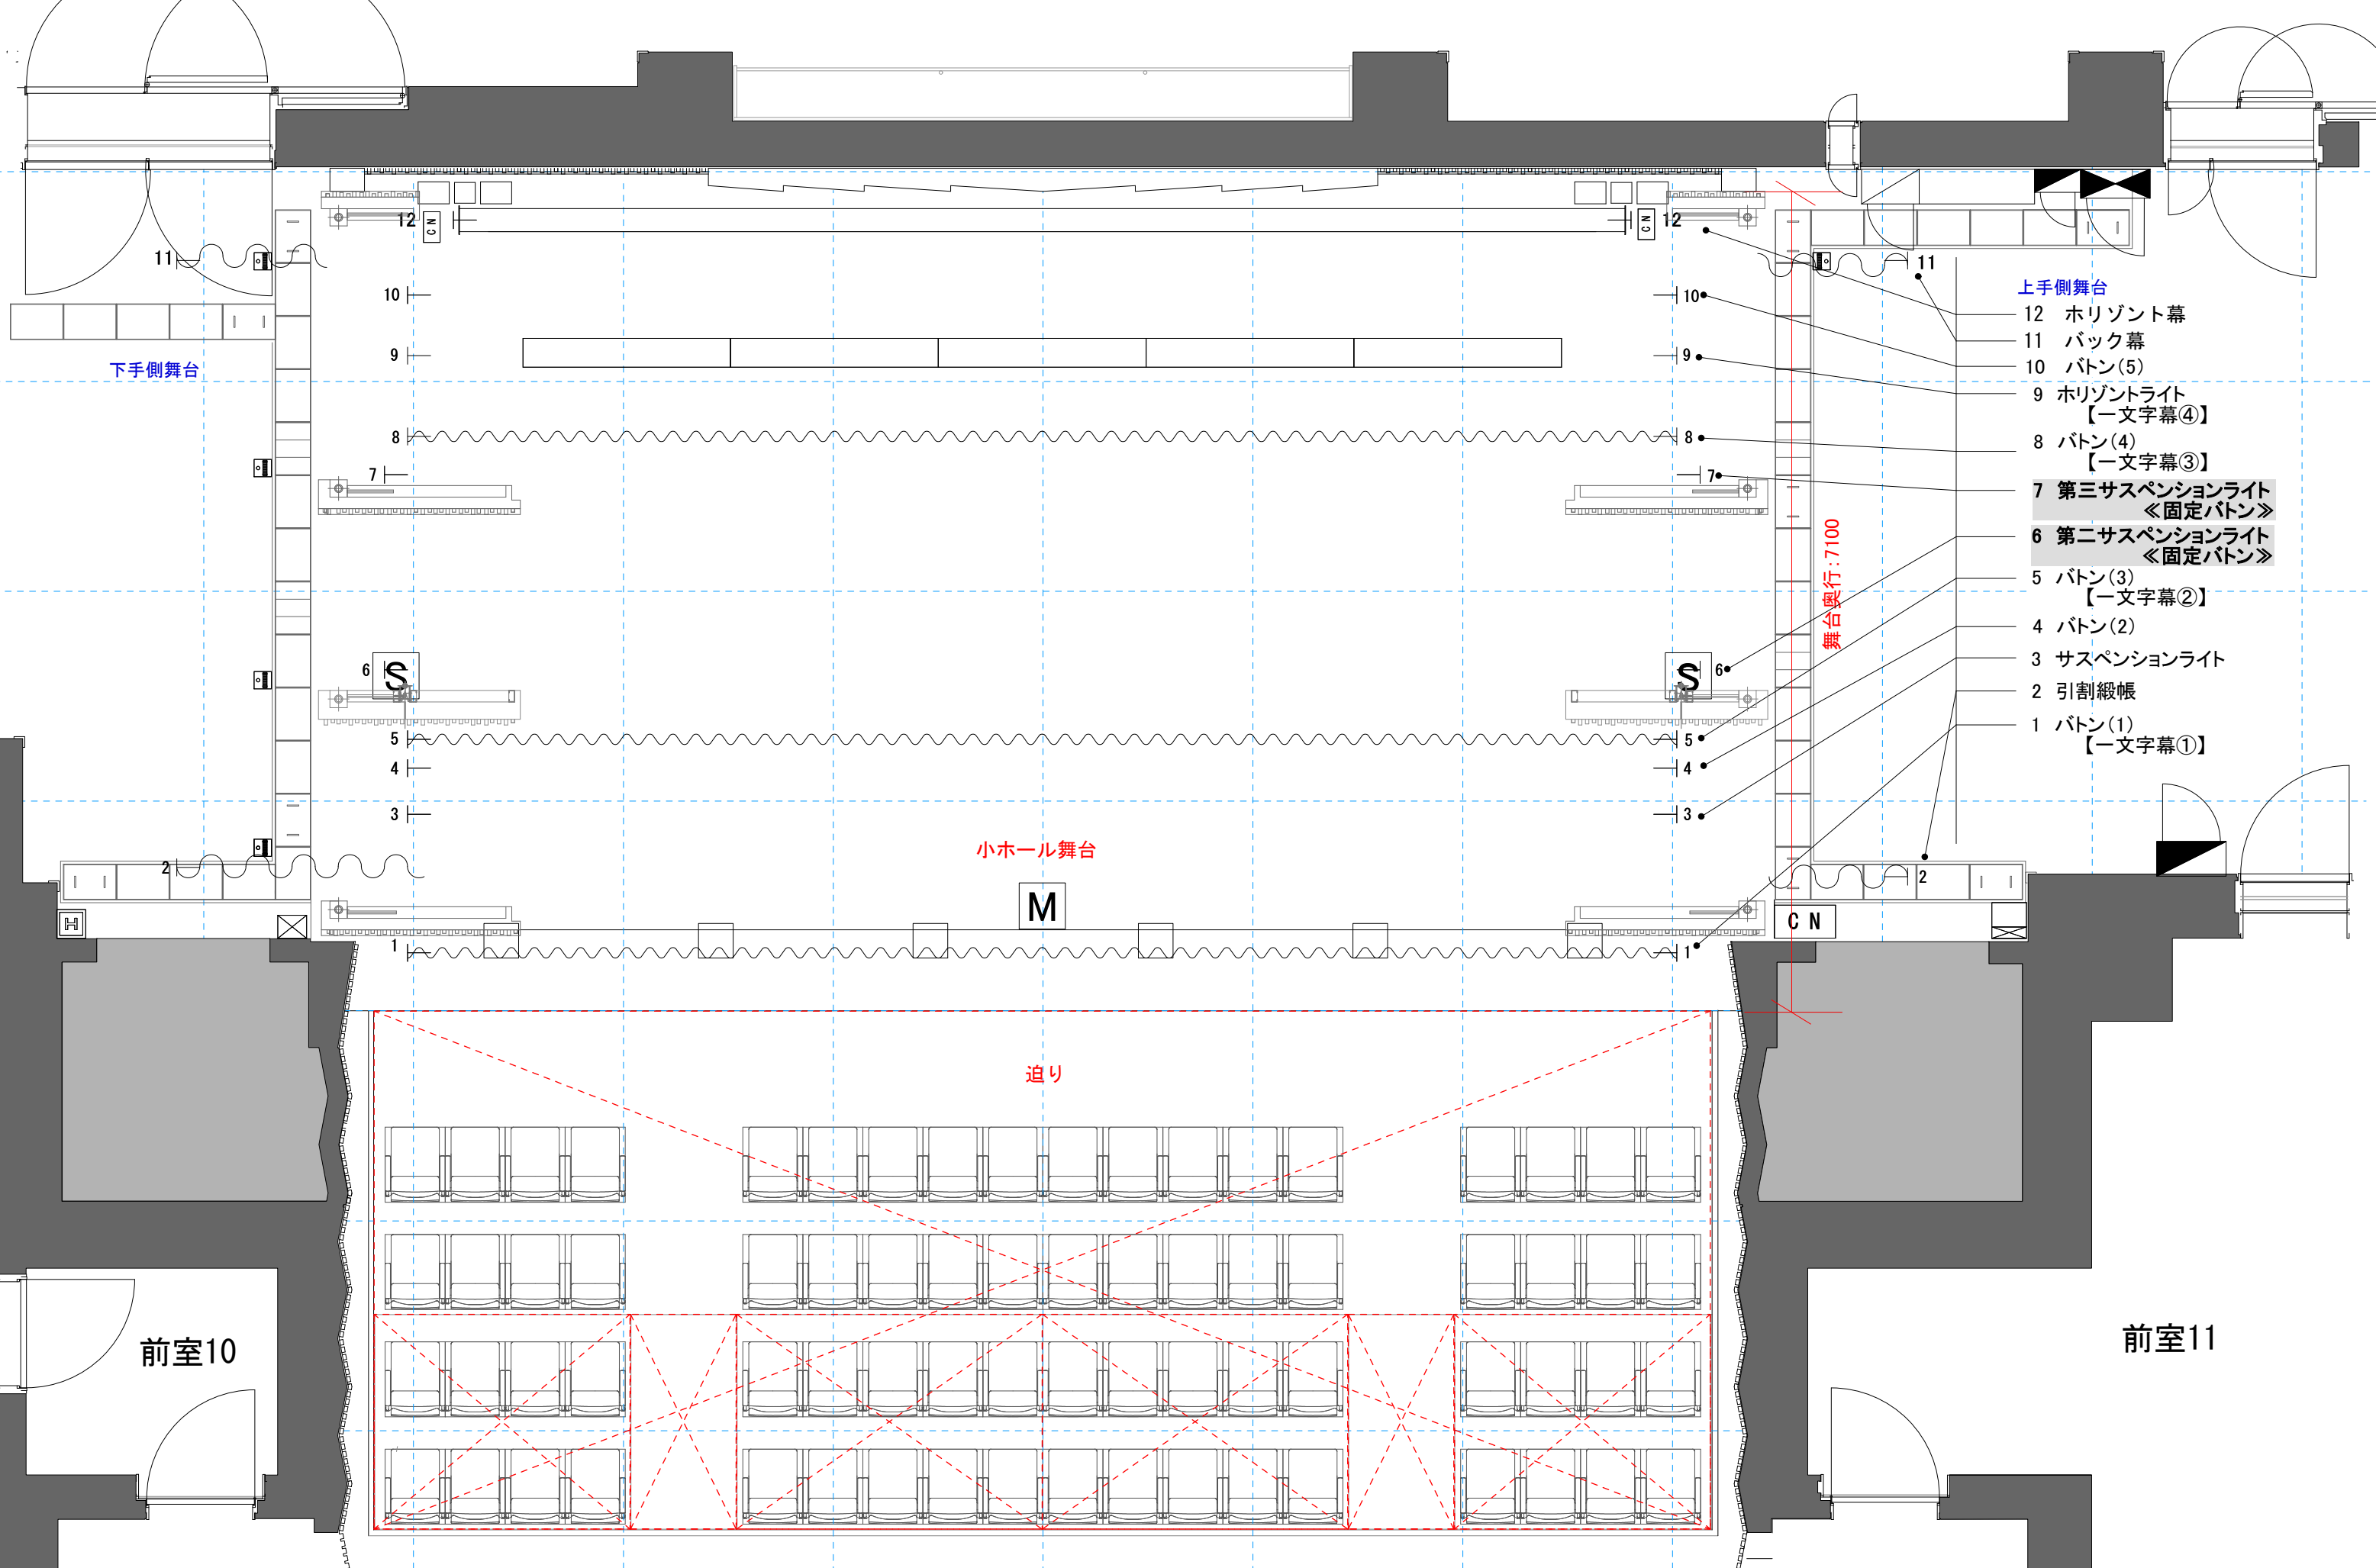 12
CN
CN
12
11
11
10
10
上手側舞台
12 ホリゾント幕
11 バック幕
10 バトン(5)
9 ホリゾントライト
【一文字幕④】
8 バトン(4)
【一文字幕③】
7 第三サスペンションライト
≪固定バトン≫
6 第二サスペンションライト
≪固定バトン≫
5 バトン(3)
【一文字幕②】
4 バトン(2)
3 サスペンションライト
2 引割緞帳
1 バトン(1)
【一文字幕①】
9
9
下手側舞台
8
8
7
7
舞台奥行:7100
6
S
S
6
5
5
4
4
3
3
小ホール舞台
2
2
M
H
CN
1
1
迫り
前室10
前室11